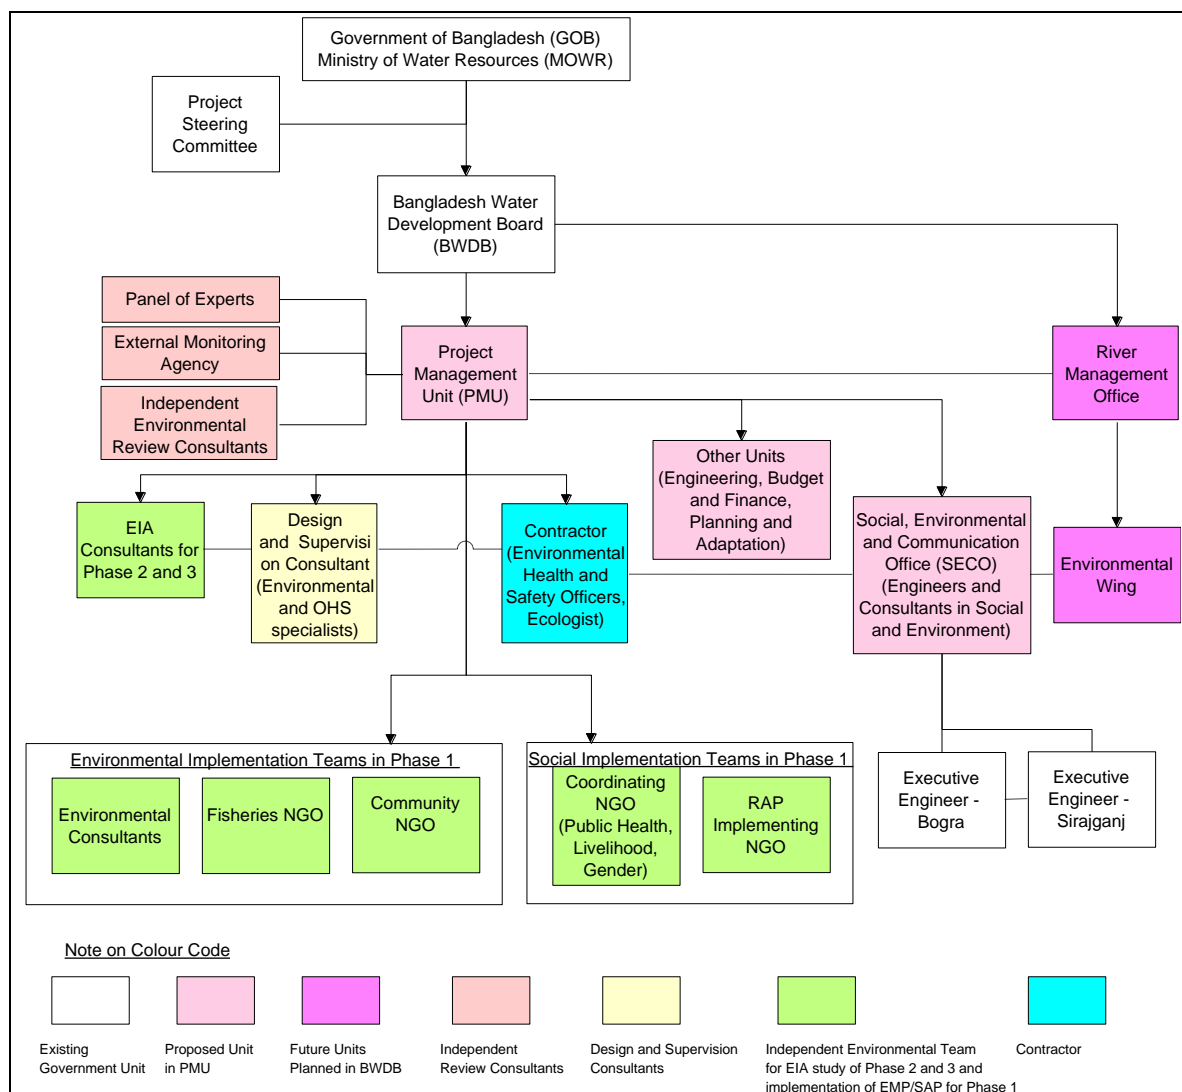 Government of Bangladesh (GOB)
Ministry of Water Resources (MOWR)
Project
Steering
Committee
Bangladesh Water
Development Board
(BWDB)
Panel of Experts
External Monitoring
Agency
Independent
Environmental
Review Consultants
Project
Management
Unit (PMU)
River
Management
Office
Other Units
(Engineering, Budget
and Finance,
Planning and
Adaptation)
EIA
Consultants for
Phase 2 and 3
Design
and  Supervisi
on Consultant
(Environmental
and OHS
specialists)
Contractor
(Environmental
Health and
Safety Officers,
Ecologist)
Social, Environmental
and Communication
Office (SECO)
(Engineers and
Consultants in Social
and Environment)
Environmental
Wing
Environmental Implementation Teams in Phase 1
Environmental
Consultants
Fisheries NGO
Community
NGO
Social Implementation Teams in Phase 1
Coordinating
NGO
(Public Health,
Livelihood,
Gender)
RAP
Implementing
NGO
Executive
Engineer -
Bogra
Executive
Engineer -
Sirajganj
Note on Colour Code
Existing
Government Unit
Proposed Unit
in PMU
Future Units
Planned in BWDB
Independent
Review Consultants
Design and Supervision
Consultants
Independent Environmental Team
for EIA study of Phase 2 and 3 and
implementation of EMP/SAP for Phase 1
Contractor